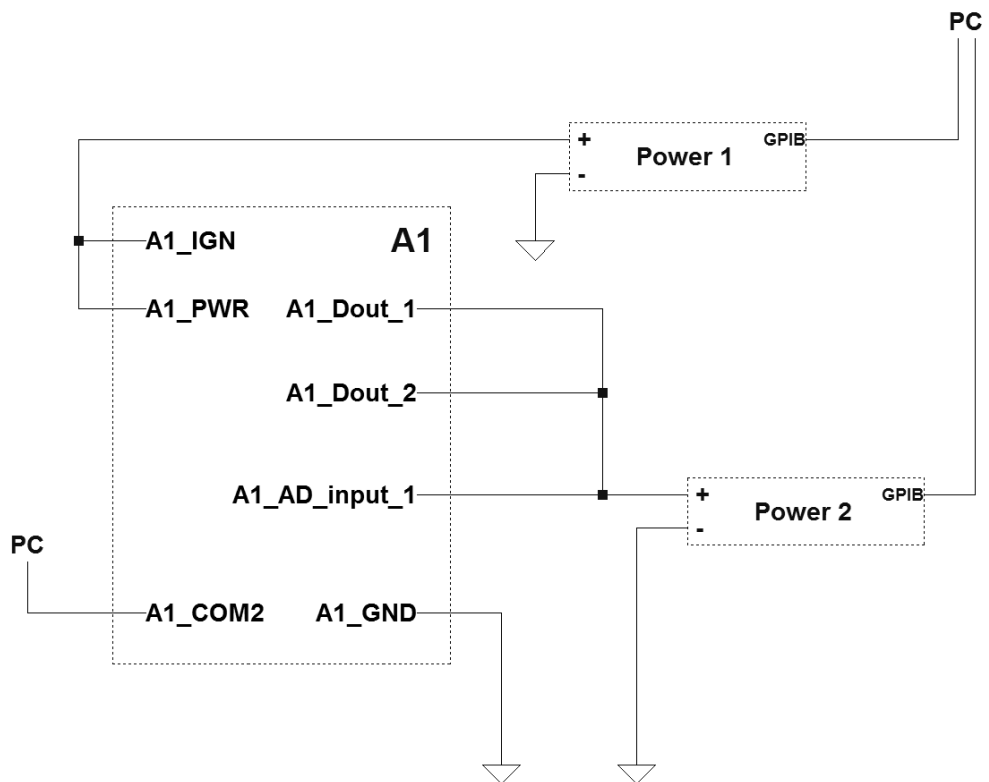 PC
+
GPIB
Power 1
-
A1_IGN
A1
A1_PWR
A1_Dout_1
A1_Dout_2
A1_AD_input_1
+
GPIB
Power 2
-
PC
A1_COM2
A1_GND